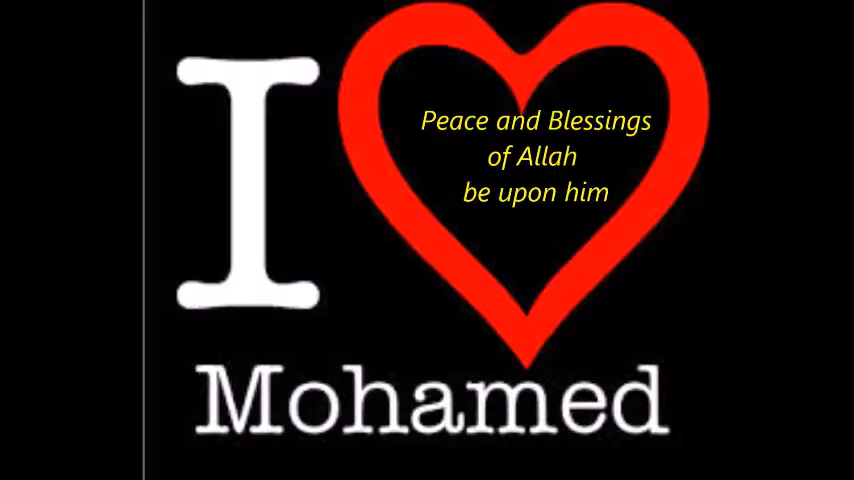 I
Peace and Blessings
of Allah
be upon him
Mohamed